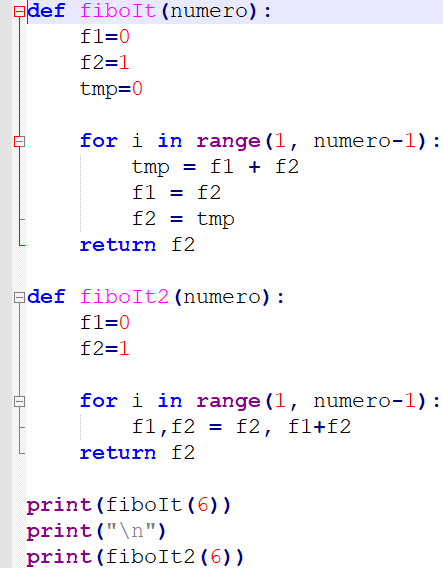 def fiboIt(numero):
    f1=0
    f2=1
    tmp=0

    for i in range(1, numero-1):
        tmp = f1 + f2
        f1 = f2
        f2 = tmp
    return f2

def fiboIt2(numero):
    f1=0
    f2=1

    for i in range(1, numero-1):
        f1,f2 = f2, f1+f2
    return f2

print(fiboIt(6))
print("\n")
print(fiboIt2(6))